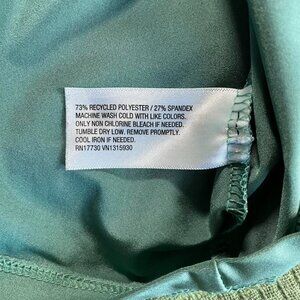 73% RECYCLED POLYESTER / 27% SPANDEX
MACHINE WASH COLD WITH LIKE COLORS.
ONLY NON CHLORINE BLEACH IF NEEDED.
TUMBLE DRY LOW. REMOVE PROMPTLY.
COOL IRON IF NEEDED.
RN17730 VN1315930